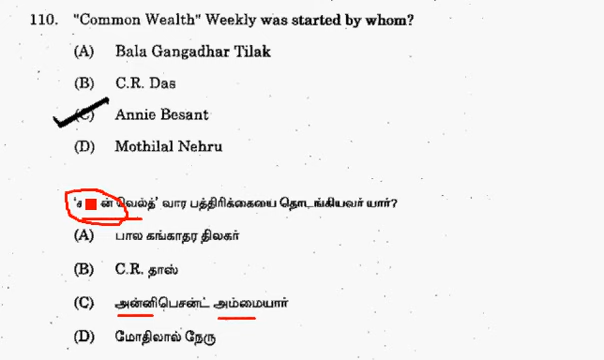 110. "Common Wealth" Weekly was started by whom?
(A) Bala Gangadhar Tilak
(B) C.R. Das
(C) Annie Besant
(D) Mothilal Nehru
வெல்த்' வார பத்திரிக்கையை தொடங்கியவர் யார்?
(A) பால கங்காதர திலகர்
(B) C.R. தாஸ்
(C) அன்னிபெசன்ட் அம்மையார்
(D) மோதிலால் நேரு